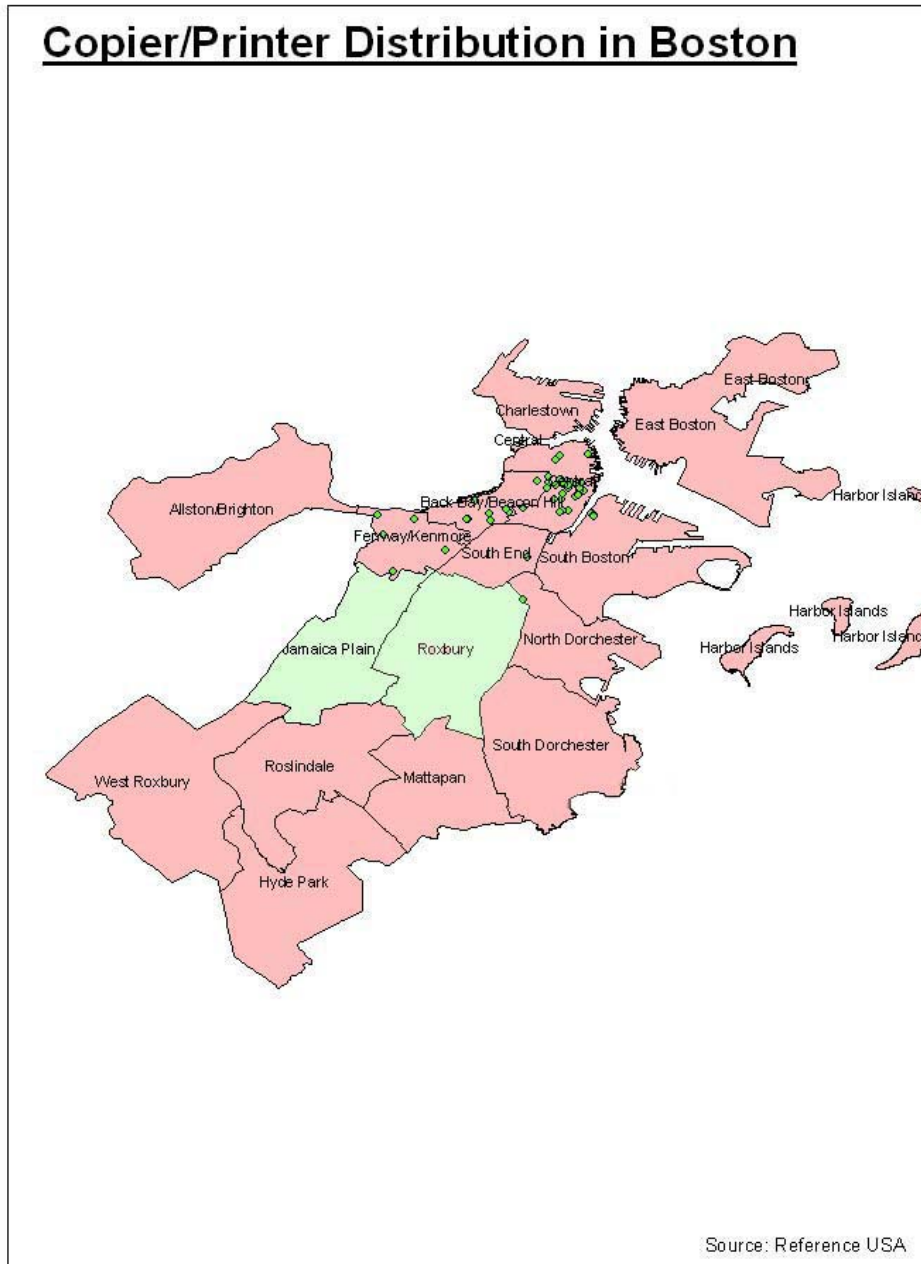 Copier/Printer Distribution in Boston
East Boston
Charlestown
East Boston
Central
Central
Harbor Islands
Back Bay/Beacon Hill
Allston/Brighton
Fenway/Kenmore
South End
South Boston
Harbor Islands
North Dorchester
Harbor Islands
Harbor Islands
Jamaica Plain
Roxbury
South Dorchester
Roslindale
Mattapan
West Roxbury
Hyde Park
Source: Reference USA